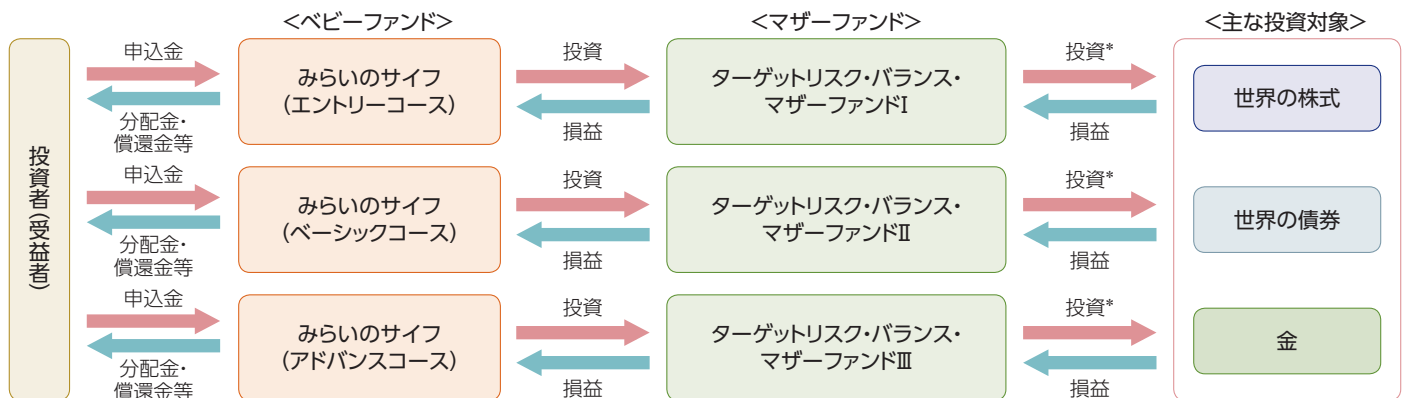 <ベビーファンド>
<マザーファンド>
<主な投資対象>
投資者(受益者)
申込金
分配金・
償還金等
みらいのサイフ
(エントリーコース)
投資
損益
ターゲットリスク・バランス・
マザーファンドⅠ
投資*
損益
世界の株式
申込金
分配金・
償還金等
みらいのサイフ
(ベーシックコース)
投資
損益
ターゲットリスク・バランス・
マザーファンドⅡ
投資*
損益
世界の債券
申込金
分配金・
償還金等
みらいのサイフ
(アドバンスコース)
投資
損益
ターゲットリスク・バランス・
マザーファンドⅢ
投資*
損益
金